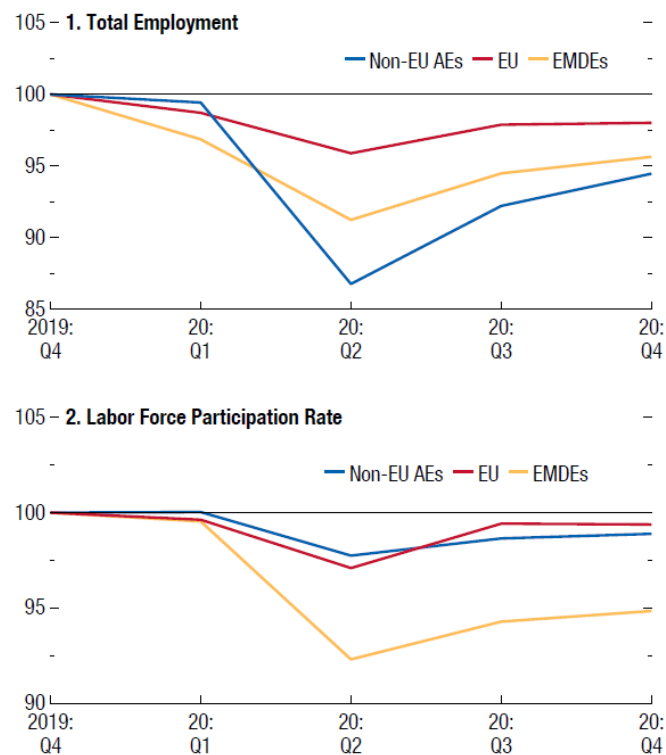 105
1. Total Employment
Non-EU AEs EU EMDEs
100
95
90
85
2019: 20: 20: 20: 20:
Q4 Q1 Q2 Q3 Q4
105
2. Labor Force Participation Rate
Non-EU AEs EU EMDEs
100
95
90
2019: 20: 20: 20: 20:
Q4 Q1 Q2 Q3 Q4